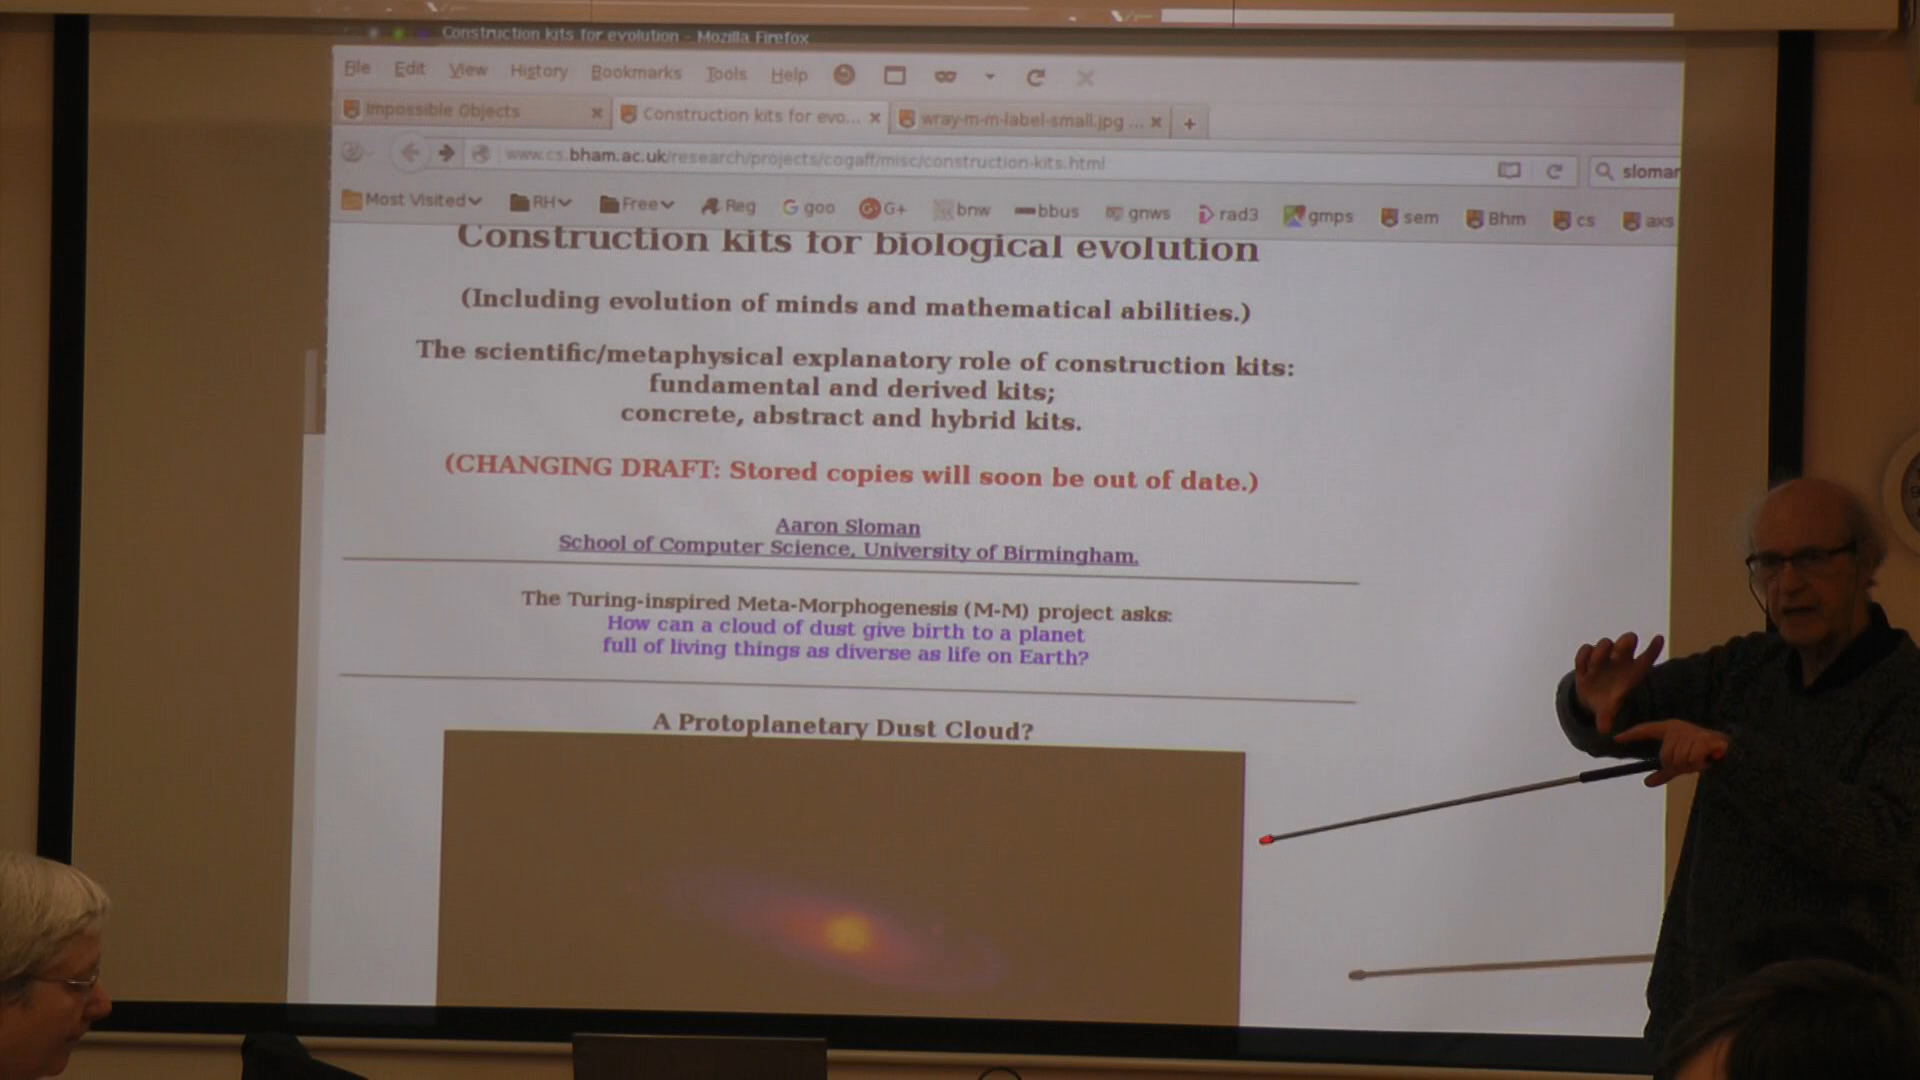 Construction kits for evolution - Mozilla Firefox
File Edit View History Bookmarks Tools Help
Impossible Objects
Construction kits for evo...
wray-m-m-label-small.jpg ...
www.cs.bham.ac.uk/research/projects/cogaff/misc/construction-kits.html
sloman
Most Visited RH Free Reg goo G+ bnw bbus gnws rad3 gmps sem Bhm cs axs
Construction kits for biological evolution
(Including evolution of minds and mathematical abilities.)
The scientific/metaphysical explanatory role of construction kits:
fundamental and derived kits;
concrete, abstract and hybrid kits.
(CHANGING DRAFT: Stored copies will soon be out of date.)
Aaron Sloman
School of Computer Science, University of Birmingham.
The Turing-inspired Meta-Morphogenesis (M-M) project asks:
How can a cloud of dust give birth to a planet
full of living things as diverse as life on Earth?
A Protoplanetary Dust Cloud?